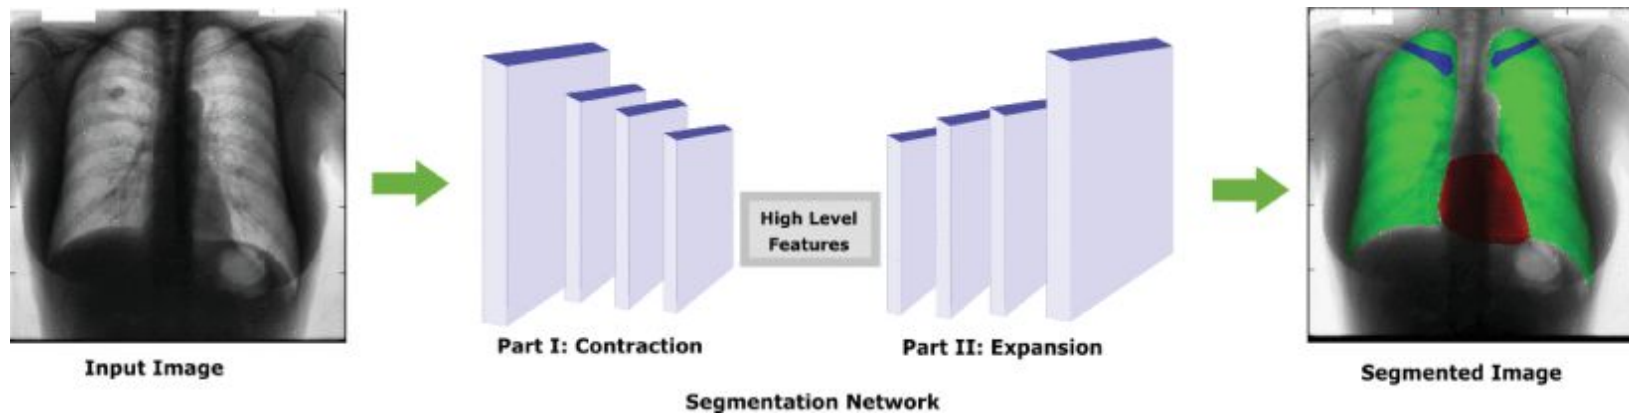 High Level
Features
Part I: Contraction
Part II: Expansion
Input Image
Segmented Image
Segmentation Network